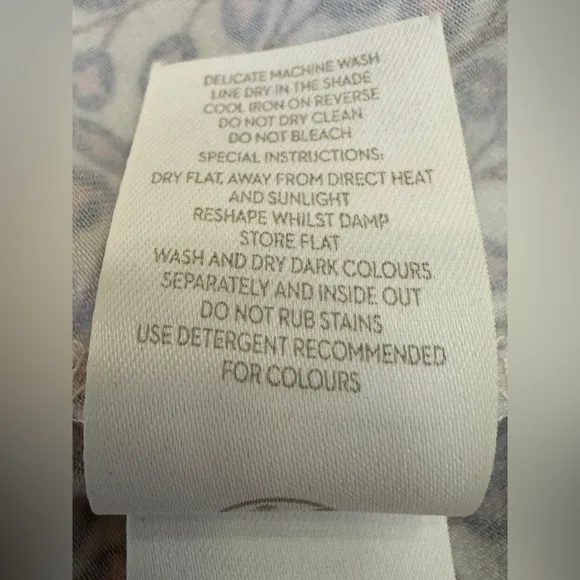 DELICATE MACHINE WASH
LINE DRY IN THE SHADE
COOL IRON ON REVERSE
DO NOT DRY CLEAN
DO NOT BLEACH
SPECIAL INSTRUCTIONS:
DRY FLAT, AWAY FROM DIRECT HEAT
AND SUNLIGHT
RESHAPE WHILST DAMP
STORE FLAT
WASH AND DRY DARK COLOURS
SEPARATELY AND INSIDE OUT
DO NOT RUB STAINS
USE DETERGENT RECOMMENDED
FOR COLOURS